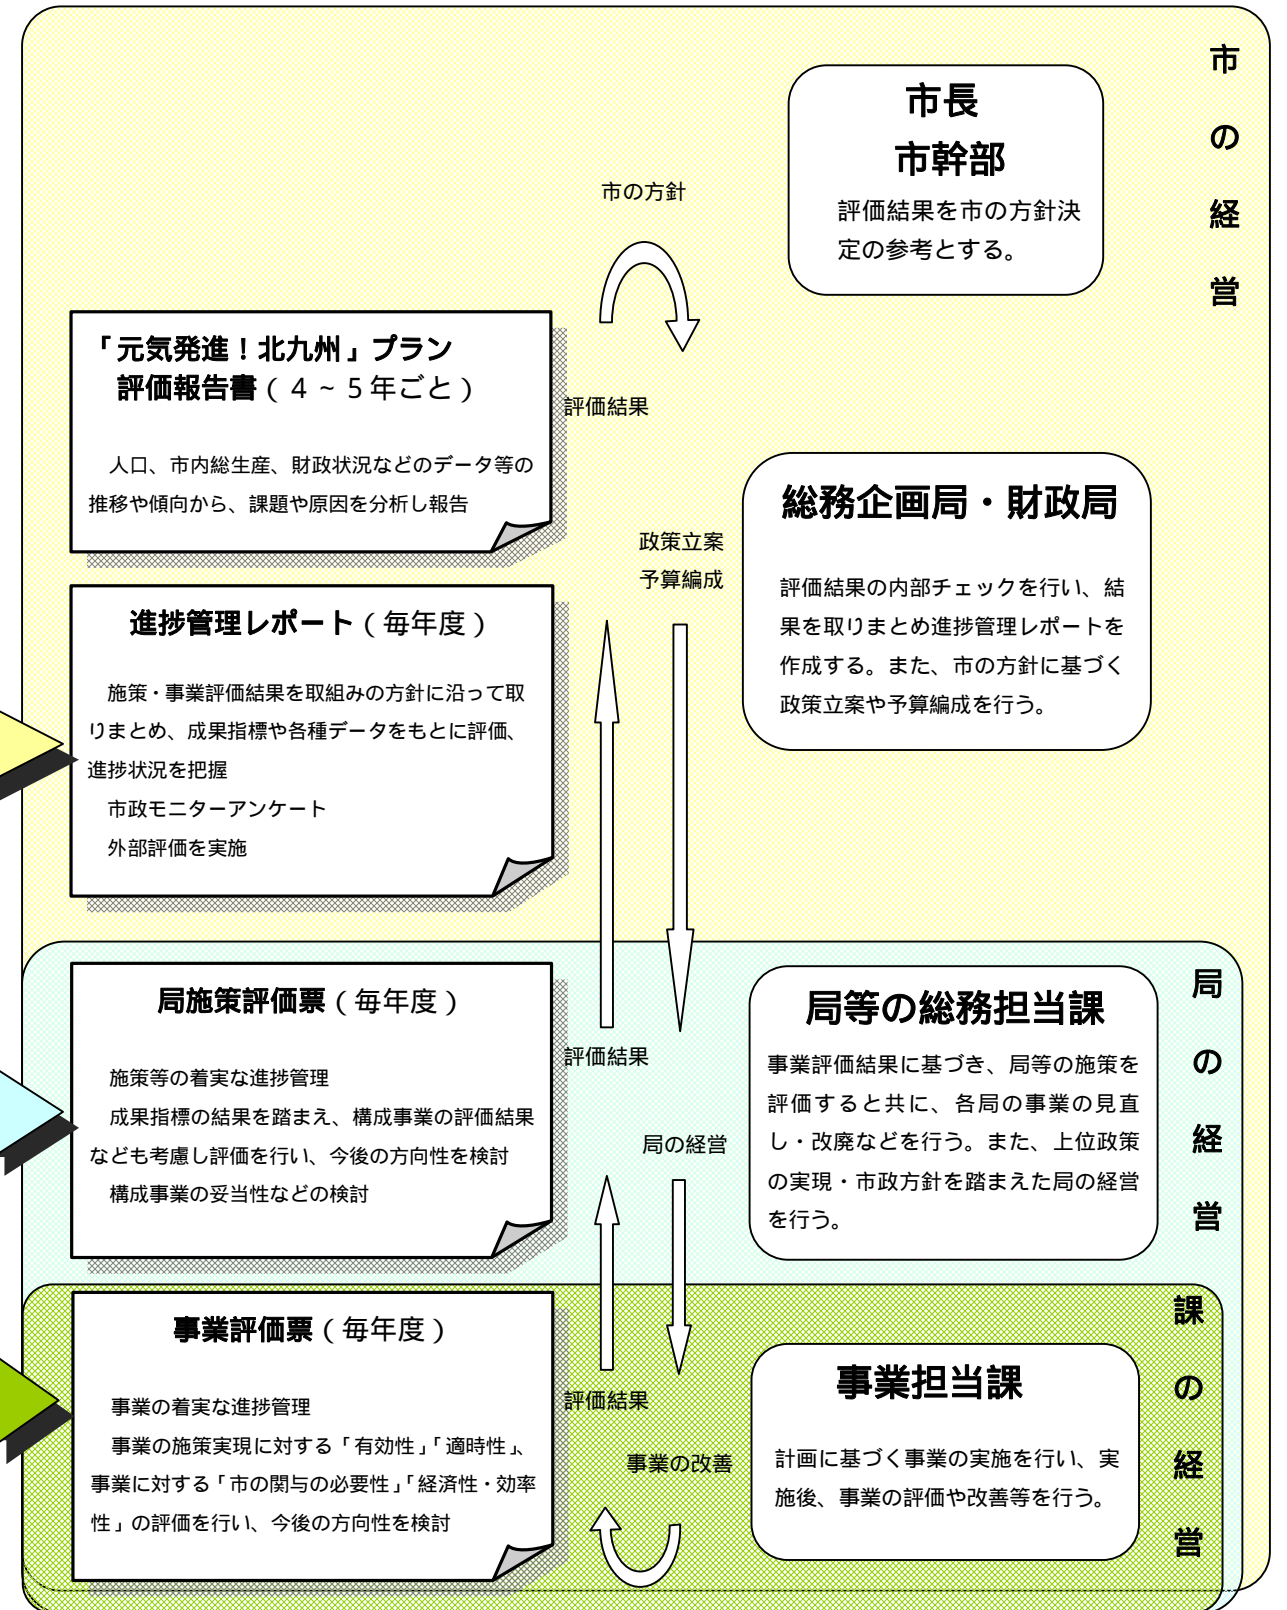 市の経営
市長
市幹部
評価結果を市の方針決
定の参考とする。
市の方針
「元気発進！北九州」プラン
評価報告書（４～５年ごと）
人口、市内総生産、財政状況などのデータ等の
推移や傾向から、課題や原因を分析し報告
評価結果
総務企画局・財政局
評価結果の内部チェックを行い、結
果を取りまとめ進捗管理レポートを
作成する。また、市の方針に基づく
政策立案や予算編成を行う。
政策立案
予算編成
進捗管理レポート（毎年度）
施策・事業評価結果を取組みの方針に沿って取
りまとめ、成果指標や各種データをもとに評価、
進捗状況を把握
市政モニターアンケート
外部評価を実施
局の経営
局施策評価票（毎年度）
施策等の着実な進捗管理
成果指標の結果を踏まえ、構成事業の評価結果
なども考慮し評価を行い、今後の方向性を検討
構成事業の妥当性などの検討
評価結果
局の経営
局等の総務担当課
事業評価結果に基づき、局等の施策を
評価すると共に、各局の事業の見直
し・改廃などを行う。また、上位政策
の実現・市政方針を踏まえた局の経営
を行う。
課の経営
事業評価票（毎年度）
事業の着実な進捗管理
事業の施策実現に対する「有効性」「適時性」、
事業に対する「市の関与の必要性」「経済性・効率
性」の評価を行い、今後の方向性を検討
評価結果
事業の改善
事業担当課
計画に基づく事業の実施を行い、実
施後、事業の評価や改善等を行う。